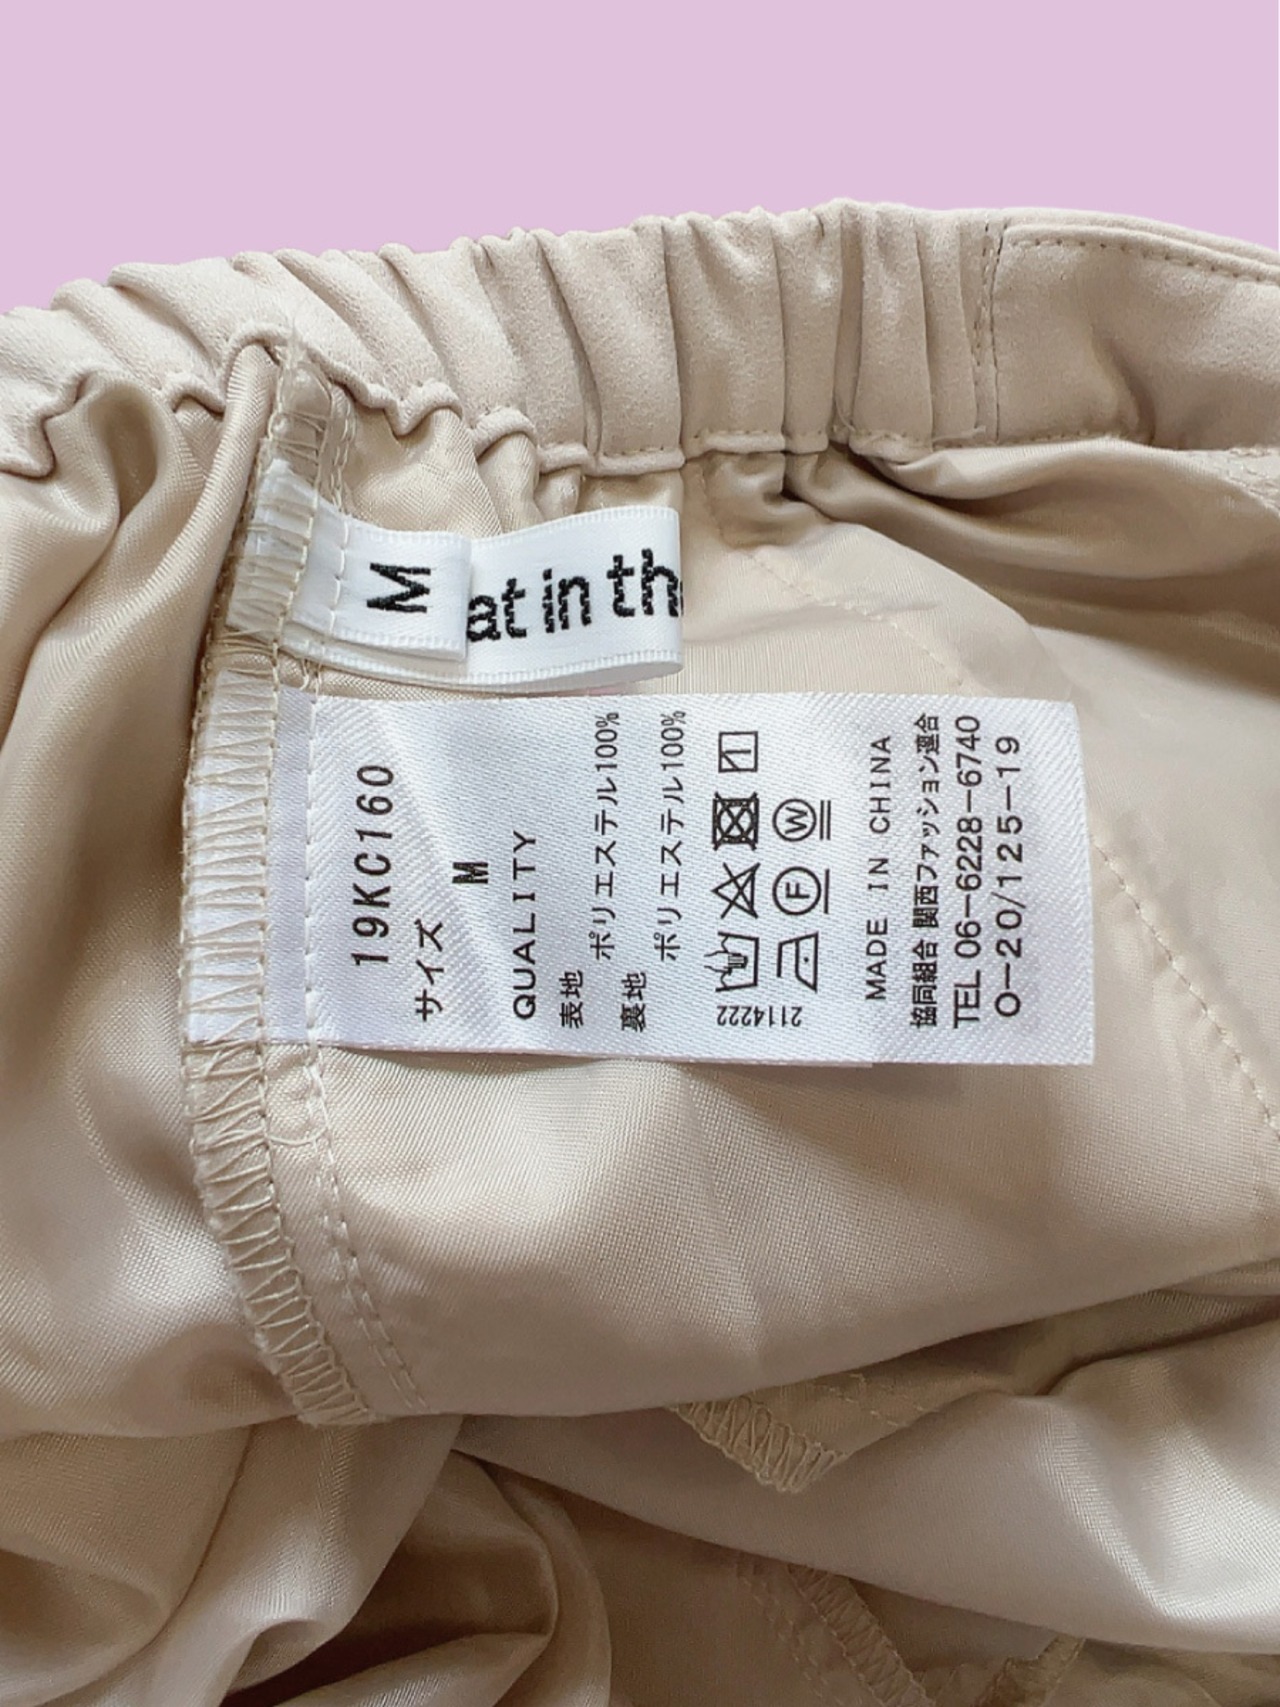 M
at in th
19KC160
サイズ
M
QUALITY
表地
ポリエステル100%
裏地
ポリエステル100%
2114222
MADE IN CHINA
協同組合 関西ファッション連合
TEL 06-6228-6740
O-20/125-19